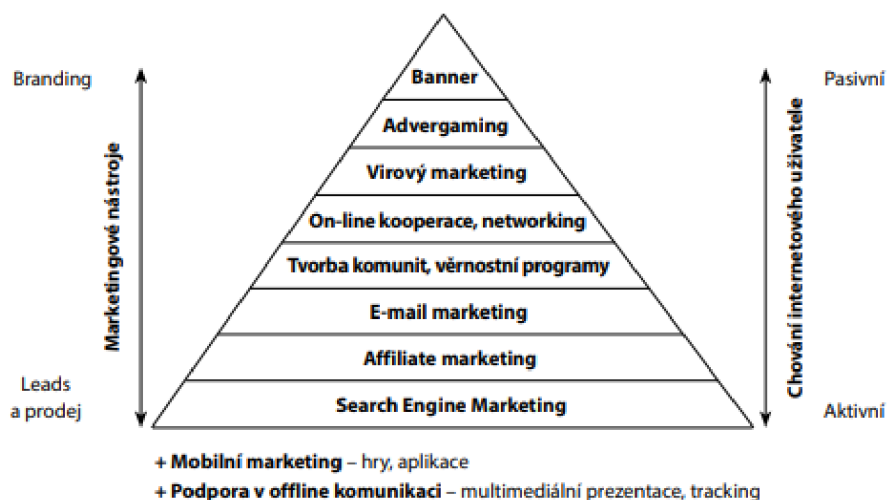 Banner
Branding
Pasivní
Advergaming
Virový marketing
On-line kooperace, networking
Tvorba komunit, věrnostní programy
E-mail marketing
Affiliate marketing
Search Engine Marketing
Marketingové nástroje
Chování internetového uživatele
Leads
a prodej
Aktivní
+ Mobilní marketing – hry, aplikace
+ Podpora v offline komunikaci – multimediální prezentace, tracking